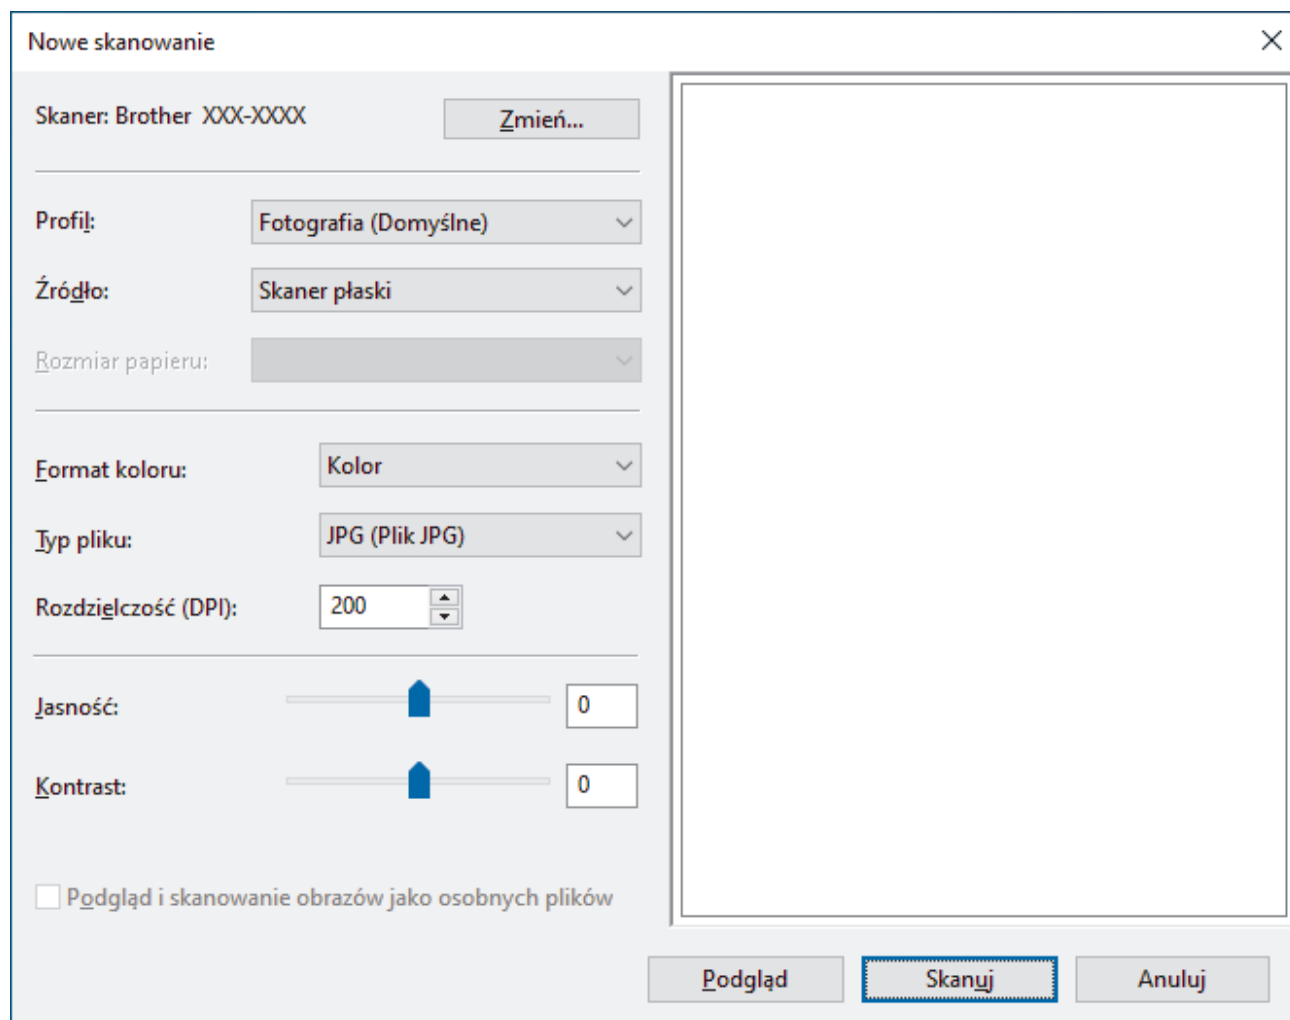 Nowe skanowanie
Skaner: Brother XXX-XXXX
Zmień...
Profil:
Fotografia (Domyślne)
Źródło:
Skaner płaski
Rozmiar papieru:
Format koloru:
Kolor
Typ pliku:
JPG (Plik JPG)
Rozdzielczość (DPI):
200
Jasność:
0
Kontrast:
0
Podgląd i skanowanie obrazów jako osobnych plików
Podgląd
Skanuj
Anuluj